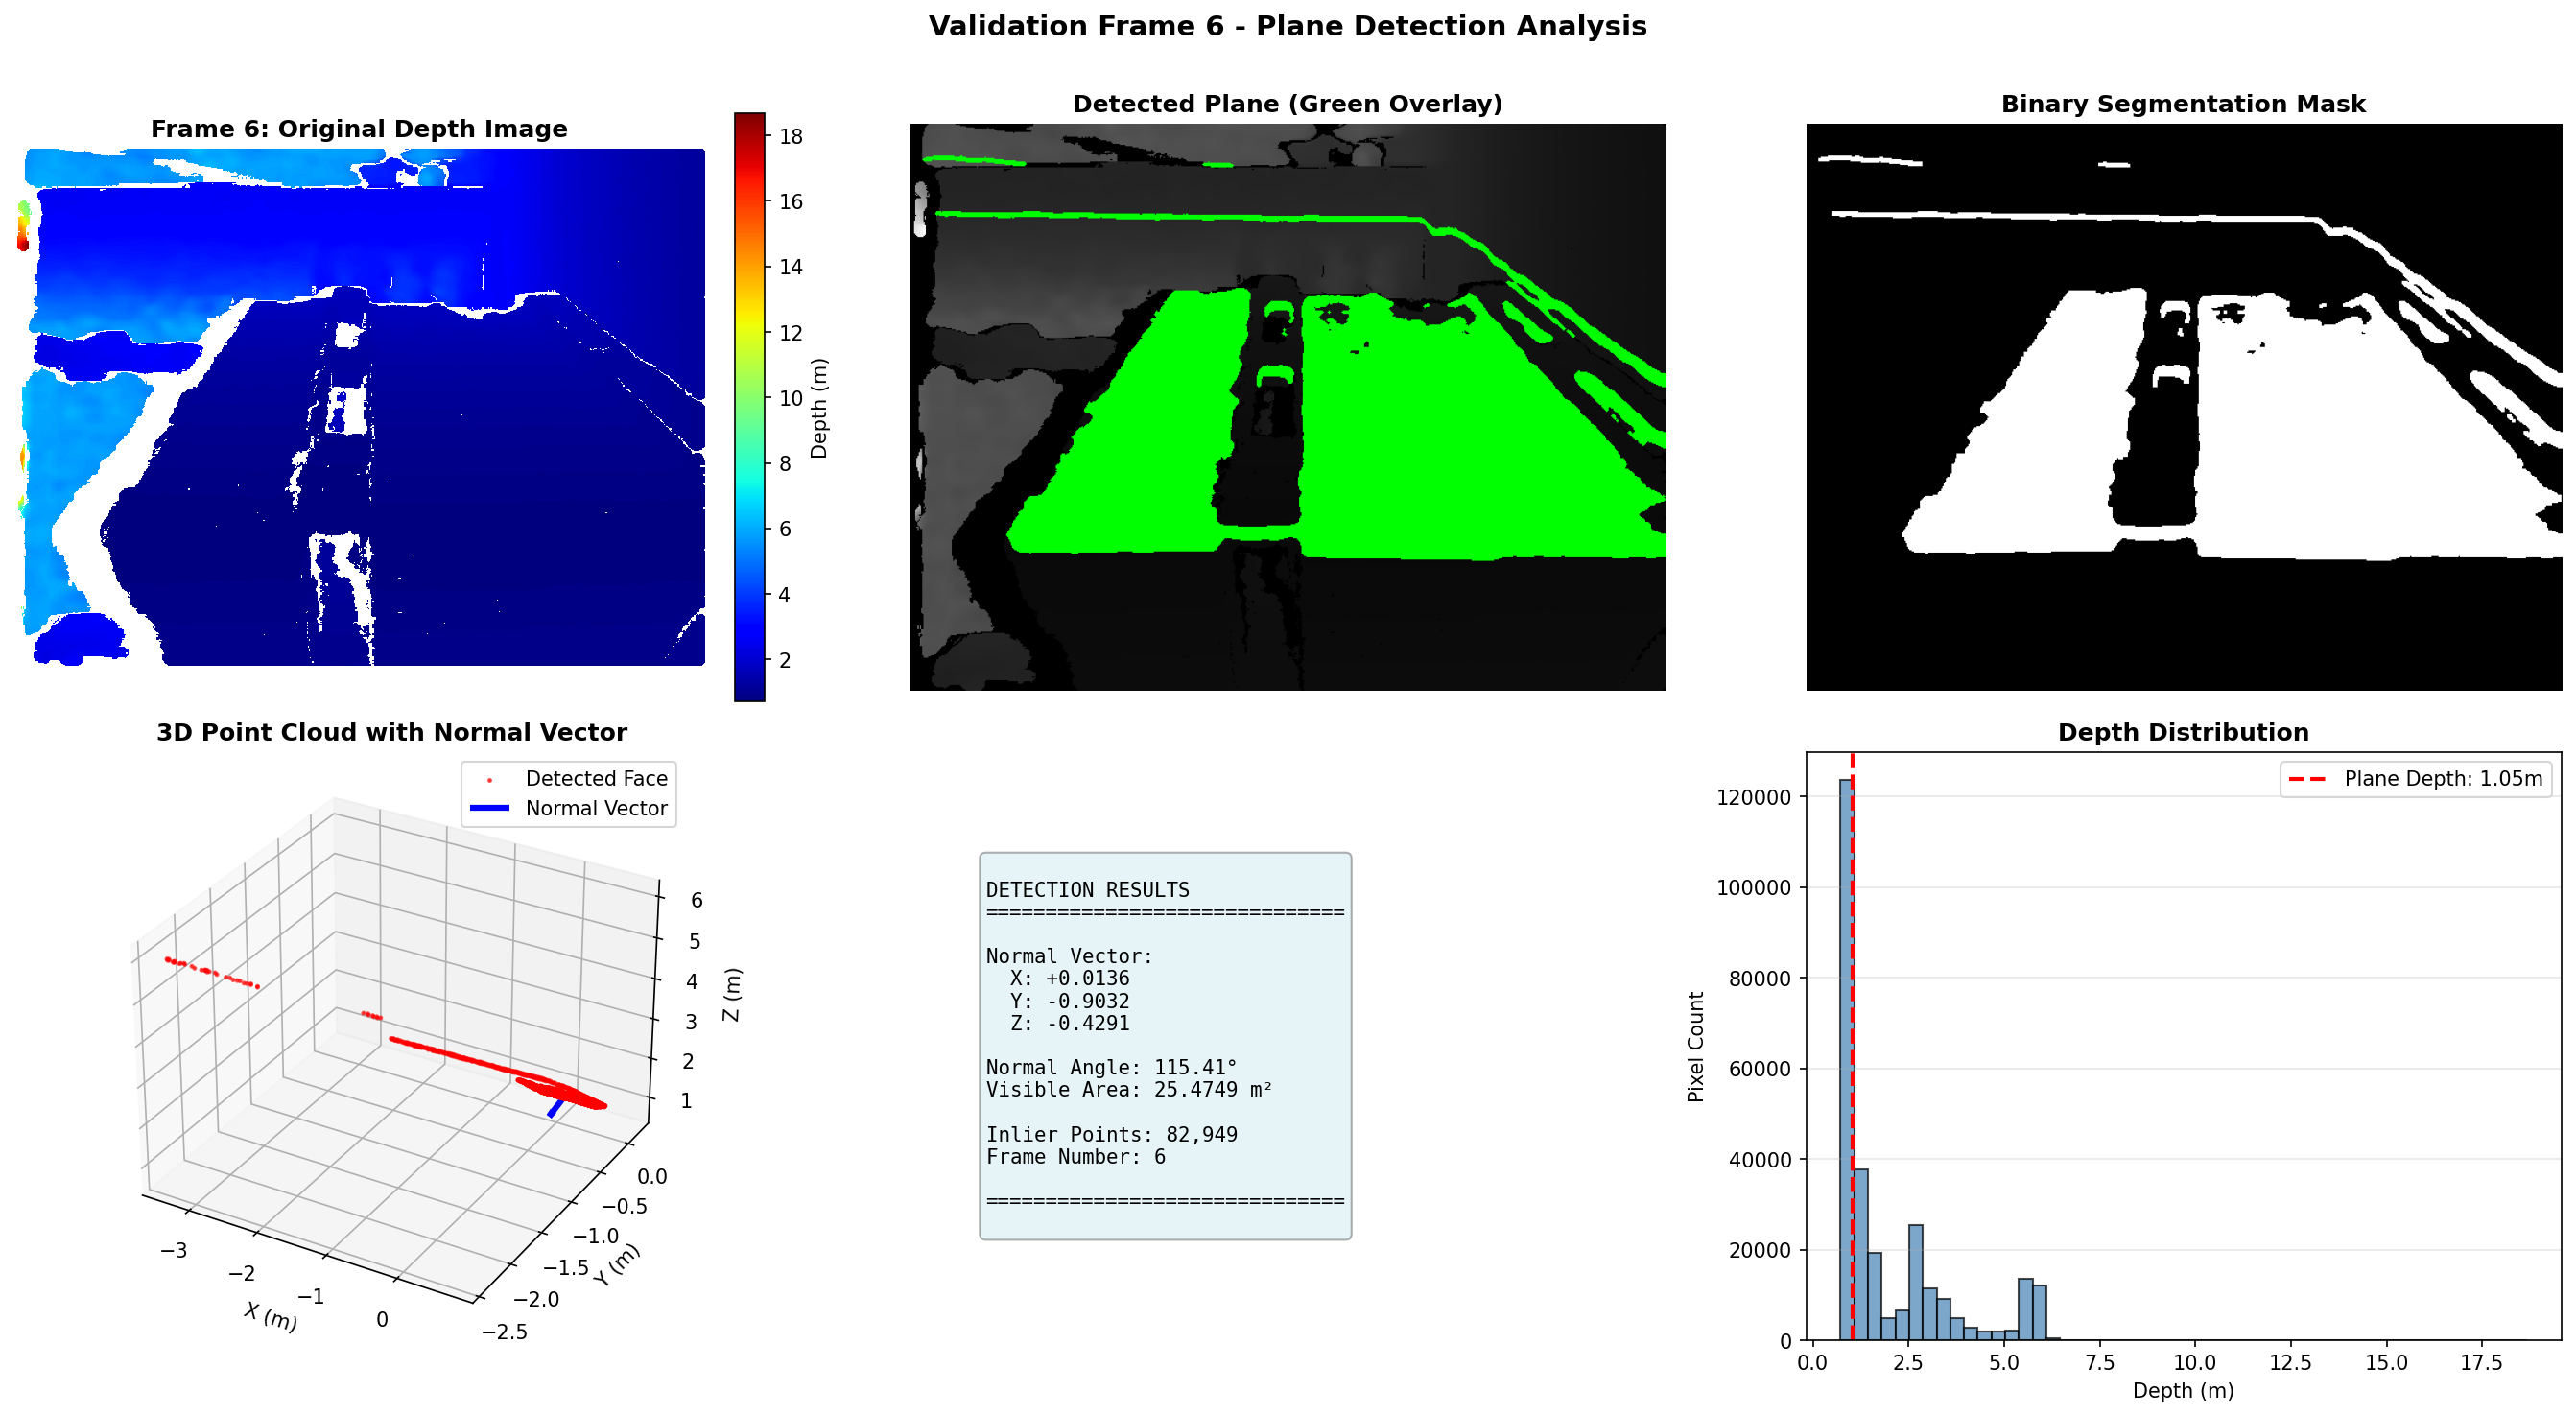 Validation Frame 6 - Plane Detection Analysis
Frame 6: Original Depth Image
18
16
14
12
10
8
6
4
2
Depth (m)
Detected Plane (Green Overlay)
Binary Segmentation Mask
3D Point Cloud with Normal Vector
Detected Face
Normal Vector
6
5
4
3
2
1
Z (m)
0.0
−0.5
−1.0
−1.5
−2.0
−2.5
Y (m)
−3
−2
−1
0
X (m)
DETECTION RESULTS
==============================
Normal Vector:
X: +0.0136
Y: -0.9032
Z: -0.4291
Normal Angle: 115.41°
Visible Area: 25.4749 m²
Inlier Points: 82,949
Frame Number: 6
==============================
Depth Distribution
Plane Depth: 1.05m
120000
100000
80000
60000
40000
20000
0
Pixel Count
0.0 2.5 5.0 7.5 10.0 12.5 15.0 17.5
Depth (m)